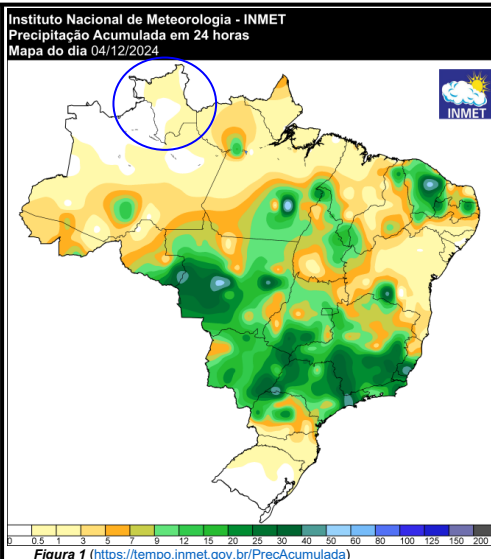 Instituto Nacional de Meteorologia - INMET
Precipitação Acumulada em 24 horas
Mapa do dia 04/12/2024
INMET
0 0.5 1 3 5 7 9 12 15 20 25 30 40 50 60 80 100 125 150 200
Figura 1 (https://tempo.inmet.gov.br/PrecAcumulada)